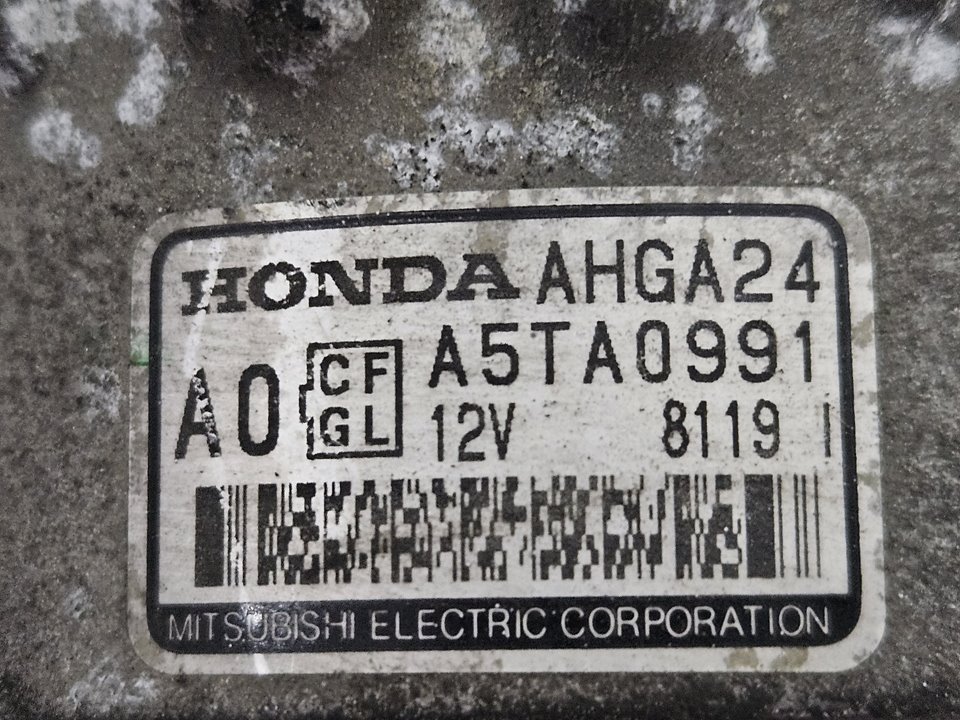 HONDA AHGA24
A5TA0991
A0 CF
GL
12V 8119 I
MITSUBISHI ELECTRIC CORPORATION